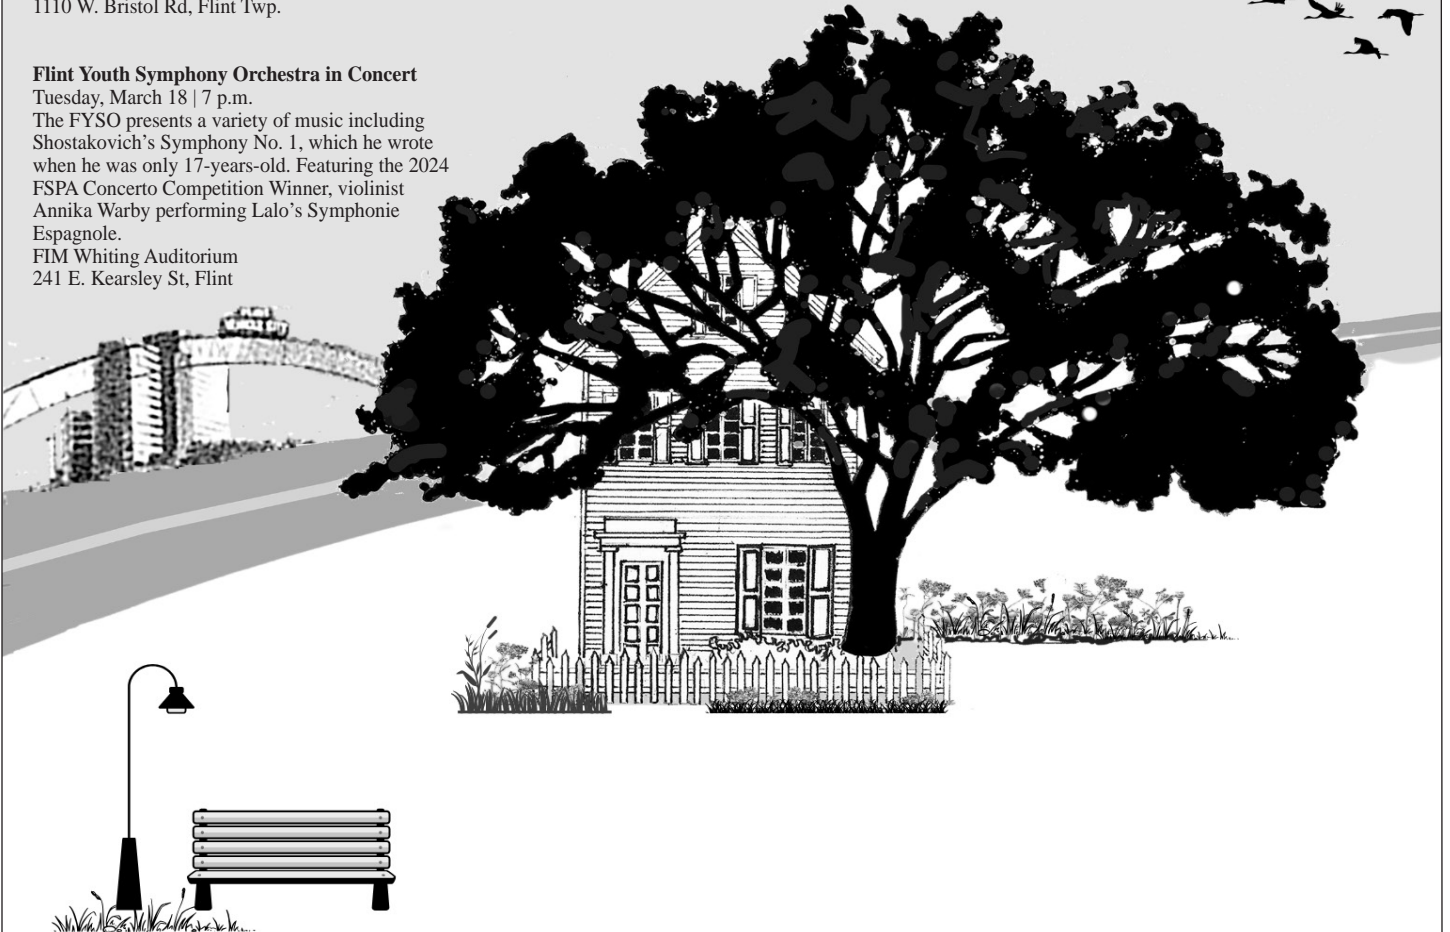 1110 W. Bristol Rd, Flint Twp.
Flint Youth Symphony Orchestra in Concert
Tuesday, March 18 | 7 p.m.
The FYSO presents a variety of music including
Shostakovich’s Symphony No. 1, which he wrote
when he was only 17-years-old. Featuring the 2024
FSPA Concerto Competition Winner, violinist
Annika Warby performing Lalo’s Symphonie
Espagnole.
FIM Whiting Auditorium
241 E. Kearsley St, Flint
VEHICLE CITY